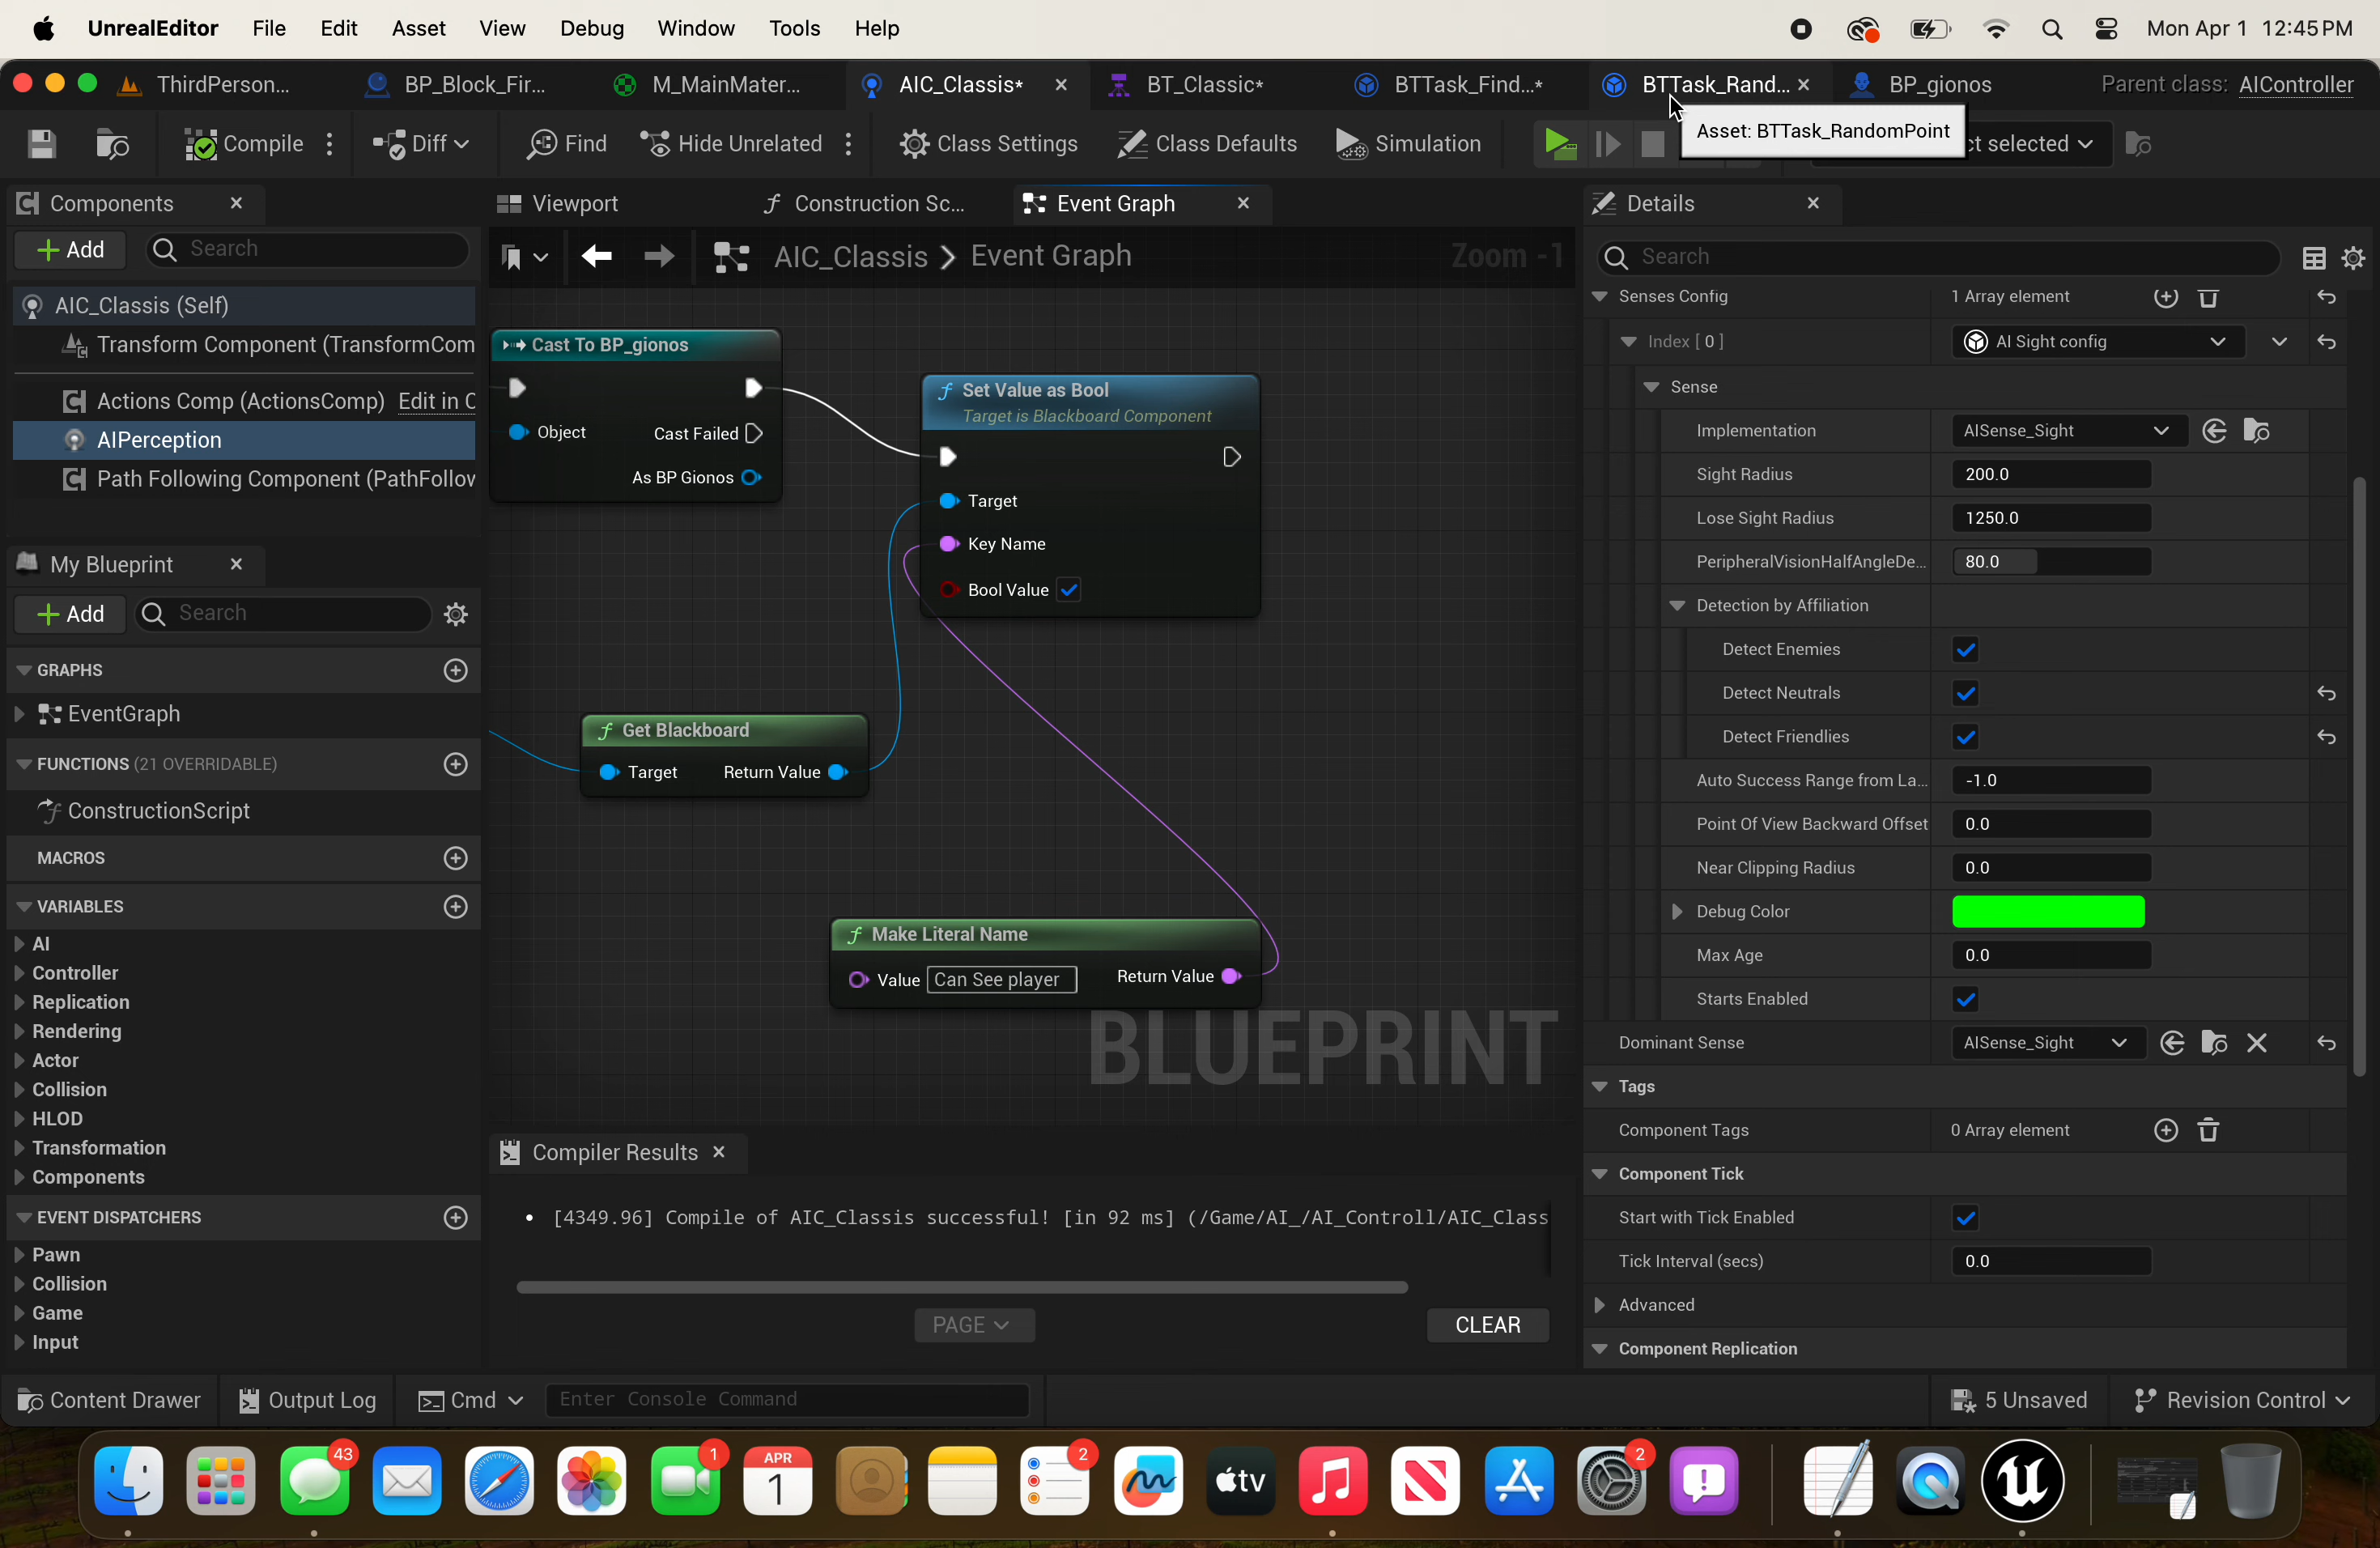 UnrealEditor File Edit Asset View Debug Window Tools Help Mon Apr 1 12:45 PM
ThirdPerson... BP_Block_Fir... M_MainMater... AIC_Classis* BT_Classic* BTTask_Find...* BTTask_Rand... BP_gionos Parent class: AIController
Compile Diff Find Hide Unrelated Class Settings Class Defaults Simulation ct selected
Asset: BTTask_RandomPoint
Components
Add Search
AIC_Classis (Self)
Transform Component (TransformCom
Actions Comp (ActionsComp) Edit in C
AIPerception
Path Following Component (PathFollow
My Blueprint
Add Search
GRAPHS
EventGraph
FUNCTIONS (21 OVERRIDABLE)
ConstructionScript
MACROS
VARIABLES
AI
Controller
Replication
Rendering
Actor
Collision
HLOD
Transformation
Components
EVENT DISPATCHERS
Pawn
Collision
Game
Input
Viewport Construction Sc... Event Graph
AIC_Classis > Event Graph Zoom -1
Cast To BP_gionos
Object Cast Failed
As BP Gionos
f Set Value as Bool
Target is Blackboard Component
Target
Key Name
Bool Value
f Get Blackboard
Target Return Value
f Make Literal Name
Value Can See player Return Value
BLUEPRINT
Compiler Results
[4349.96] Compile of AIC_Classis successful! [in 92 ms] (/Game/AI_/AI_Controll/AIC_Class
PAGE CLEAR
Details
Search
Senses Config 1 Array element
Index [ 0 ] AI Sight config
Sense
Implementation AISense_Sight
Sight Radius 200.0
Lose Sight Radius 1250.0
PeripheralVisionHalfAngleDe... 80.0
Detection by Affiliation
Detect Enemies
Detect Neutrals
Detect Friendlies
Auto Success Range from La... -1.0
Point Of View Backward Offset 0.0
Near Clipping Radius 0.0
Debug Color
Max Age 0.0
Starts Enabled
Dominant Sense AISense_Sight
Tags
Component Tags 0 Array element
Component Tick
Start with Tick Enabled
Tick Interval (secs) 0.0
Advanced
Component Replication
Content Drawer Output Log Cmd Enter Console Command 5 Unsaved Revision Control
43 1 APR 1 2 tv 2